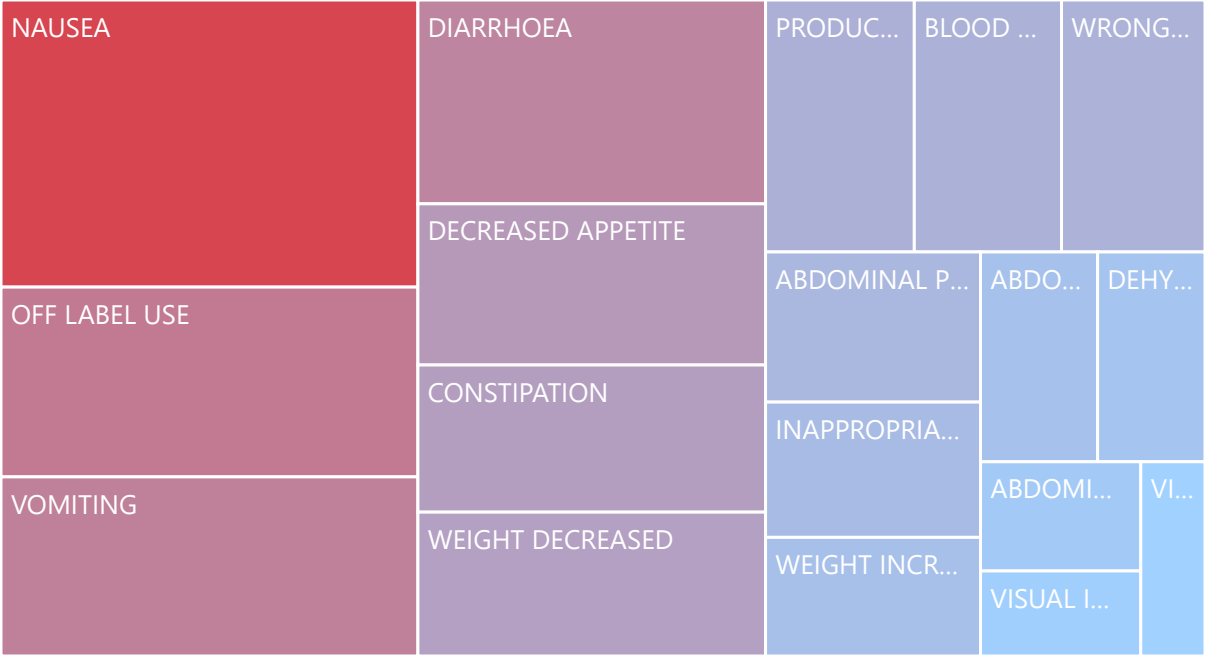 NAUSEA
OFF LABEL USE
VOMITING
DIARRHOEA
DECREASED APPETITE
CONSTIPATION
WEIGHT DECREASED
PRODUC...
BLOOD ...
WRONG...
ABDOMINAL P...
INAPPROPRIA...
WEIGHT INCR...
ABDO...
DEHY...
ABDOMI...
VISUAL I...
VI...